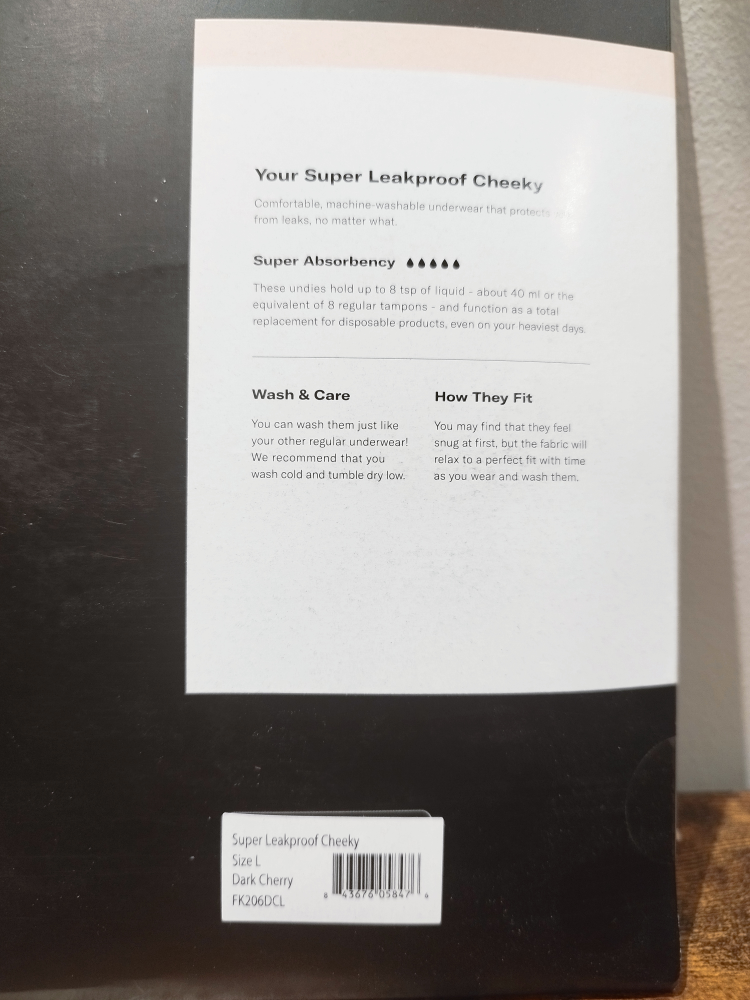 Your Super Leakproof Cheeky
Comfortable, machine-washable underwear that protects
from leaks, no matter what.
Super Absorbency
These undies hold up to 8 tsp of liquid - about 40 ml or the
equivalent of 8 regular tampons - and function as a total
replacement for disposable products, even on your heaviest days.
Wash & Care
You can wash them just like
your other regular underwear!
We recommend that you
wash cold and tumble dry low.
How They Fit
You may find that they feel
snug at first, but the fabric will
relax to a perfect fit with time
as you wear and wash them.
Super Leakproof Cheeky
Size L
Dark Cherry
FK206DCL
8 43676 05847